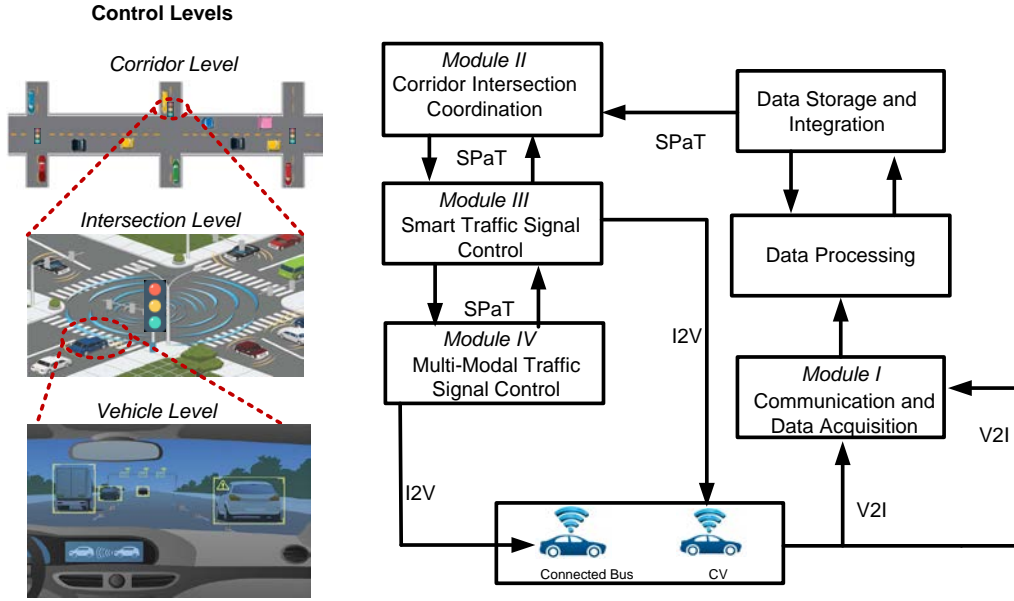 Control Levels
Corridor Level
Intersection Level
Vehicle Level
Module II
Corridor Intersection
Coordination
SPaT
Module III
Smart Traffic Signal
Control
SPaT
Module IV
Multi-Modal Traffic
Signal Control
I2V
I2V
Data Storage and
Integration
SPaT
Data Processing
Module I
Communication and
Data Acquisition
V2I
V2I
Connected Bus
CV